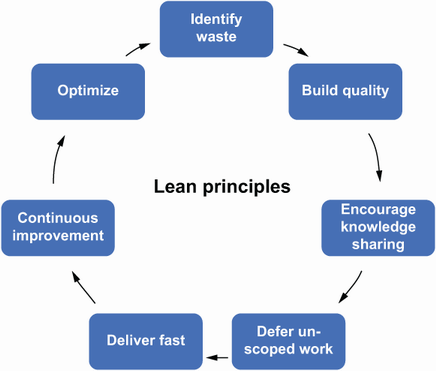 Identify
waste
Build quality
Encourage
knowledge
sharing
Defer un-
scoped work
Deliver fast
Continuous
improvement
Optimize
Lean principles